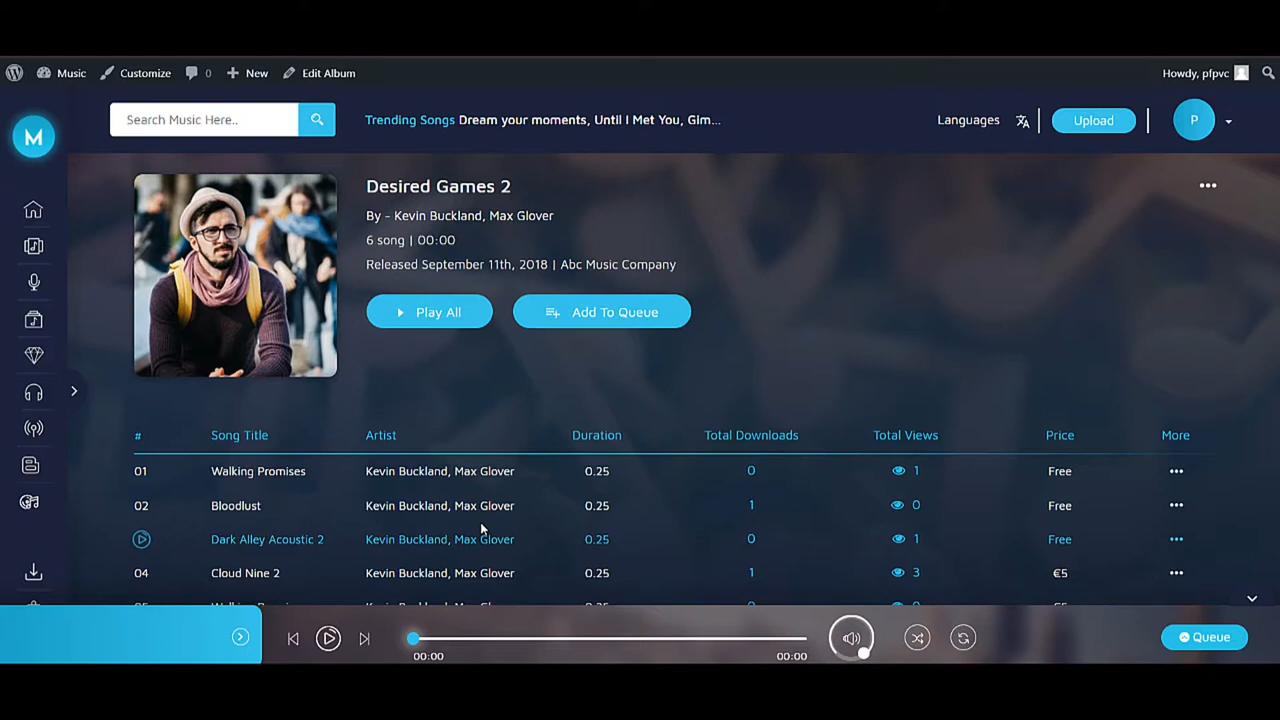 Music Customize 0 New Edit Album Howdy, pfpvc
M Search Music Here.. Trending Songs Dream your moments, Until I Met You, Gim... Languages Upload P
Desired Games 2
By - Kevin Buckland, Max Glover
6 song | 00:00
Released September 11th, 2018 | Abc Music Company
Play All Add To Queue
# Song Title Artist Duration Total Downloads Total Views Price More
01 Walking Promises Kevin Buckland, Max Glover 0.25 0 1 Free
02 Bloodlust Kevin Buckland, Max Glover 0.25 1 0 Free
Dark Alley Acoustic 2 Kevin Buckland, Max Glover 0.25 0 1 Free
04 Cloud Nine 2 Kevin Buckland, Max Glover 0.25 1 3 €5
Queue
00:00 00:00